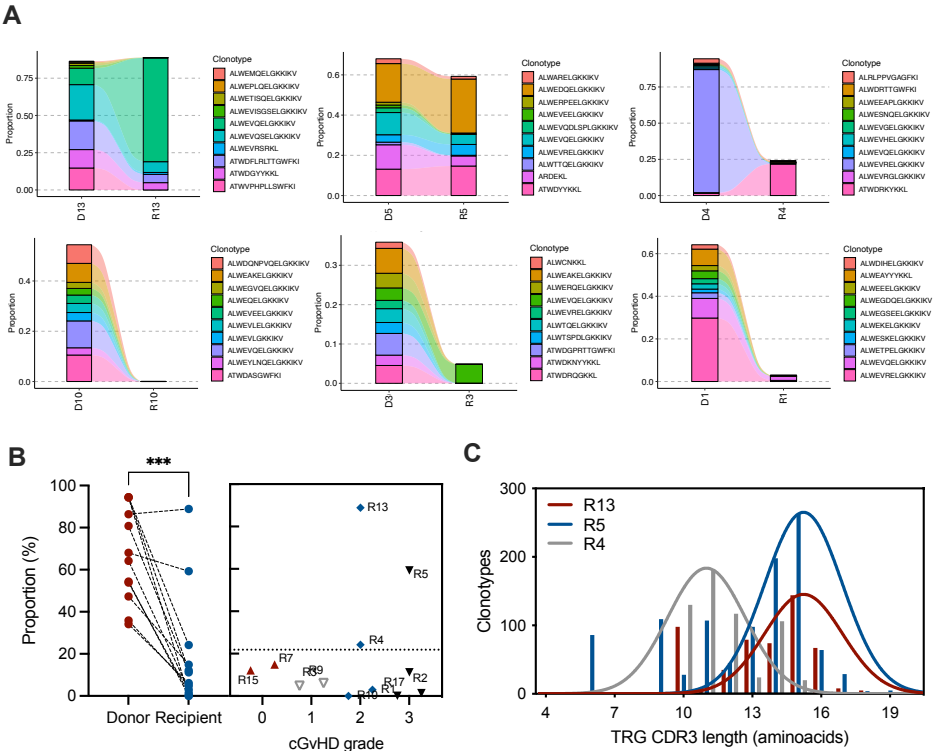 A
Proportion
0.75
0.50
0.25
0.00
D13
R13
Clonotype
ALWEMQELGKKIKV
ALWEPLQELGKKIKV
ALWETISQELGKKIKV
ALWEVISGSELGKKIKV
ALWEVQELGKKIKV
ALWEVQSELGKKIKV
ALWEVRSRKL
ATWDFLRLTTGWFKI
ATWDGYYKKL
ATWVPHPLLSWFKI
Proportion
0.6
0.4
0.2
0.0
D5
R5
Clonotype
ALWARELGKKIKV
ALWEDQELGKKIKV
ALWERPEELGKKIKV
ALWEVEELGKKIKV
ALWEVQDLSPLGKKIKV
ALWEVQELGKKIKV
ALWEVRELGKKIKV
ALWTTQELGKKIKV
ARDEKL
ATWDYYKKL
Proportion
0.75
0.50
0.25
0.00
D4
R4
Clonotype
ALRLPPVGAGFKI
ALWDRTTGWFKI
ALWEEAPLGKKIKV
ALWESNQELGKKIKV
ALWEVGELGKKIKV
ALWEVHELGKKIKV
ALWEVQELGKKIKV
ALWEVRELGKKIKV
ALWEVRGLGKKIKV
ATWDRKYKKL
Proportion
0.4
0.2
0.0
D10
R10
Clonotype
ALWDQNPVQELGKKIKV
ALWEAKELGKKIKV
ALWEGVQELGKKIKV
ALWEQELGKKIKV
ALWEVEELGKKIKV
ALWEVLELGKKIKV
ALWEVLGKKIKV
ALWEVQELGKKIKV
ALWEYLNQELGKKIKV
ATWDASGWFKI
Proportion
0.3
0.2
0.1
0.0
D3
R3
Clonotype
ALWCNKKL
ALWEAKELGKKIKV
ALWERQELGKKIKV
ALWEVQELGKKIKV
ALWEVRELGKKIKV
ALWTQELGKKIKV
ALWTSPDLGKKIKV
ATWDGPRTTGWFKI
ATWDKNYYKKL
ATWDRQGKKL
Proportion
0.6
0.4
0.2
0.0
D1
R1
Clonotype
ALWDIHELGKKIKV
ALWEAYYYKKL
ALWEEELGKKIKV
ALWEGDQELGKKIKV
ALWEGSEELGKKIKV
ALWEKELGKKIKV
ALWESKELGKKIKV
ALWETPELGKKIKV
ALWEVQELGKKIKV
ALWEVRELGKKIKV
B
***
Proportion (%)
100
80
60
40
20
0
Donor Recipient
R13
R5
R4
R7
R15
R3
R9
R10
R1
R17
R2
0 1 2 3
cGvHD grade
C
R13
R5
R4
Clonotypes
300
200
100
0
4 7 10 13 16 19
TRG CDR3 length (aminoacids)